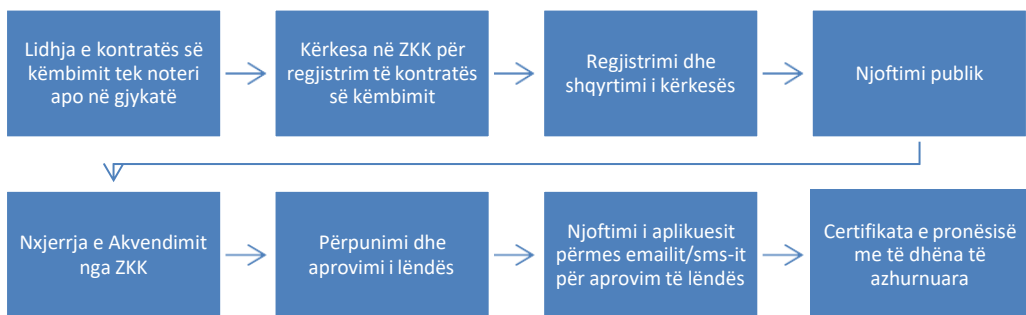 Lidhja e kontratës së
këmbimit tek noteri
apo në gjykatë
Kërkesa në ZKK për
regjistrim të kontratës
së këmbimit
Regjistrimi dhe
shqyrtimi i kërkesës
Njoftimi publik
Nxjerrja e Akvendimit
nga ZKK
Përpunimi dhe
aprovimi i lëndës
Njoftimi i aplikuesit
përmes emailit/sms-it
për aprovim të lëndës
Certifikata e pronësisë
me të dhëna të
azhurnuara